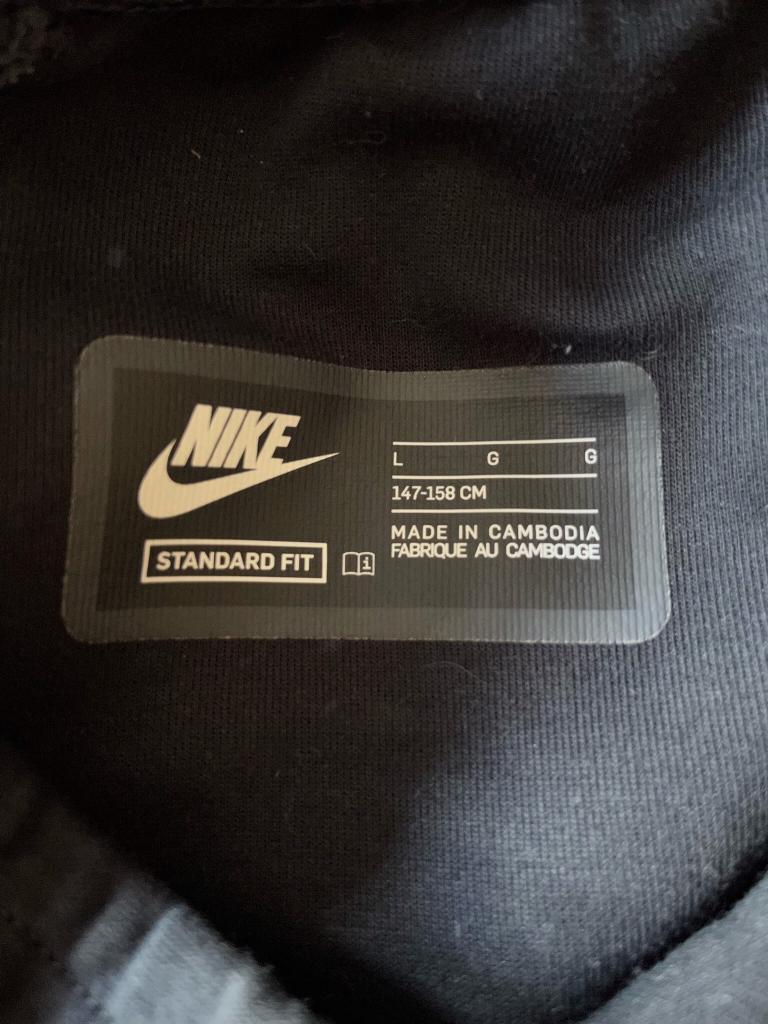 NIKE
STANDARD FIT
L G G
147-158 CM
MADE IN CAMBODIA
FABRIQUE AU CAMBODGE